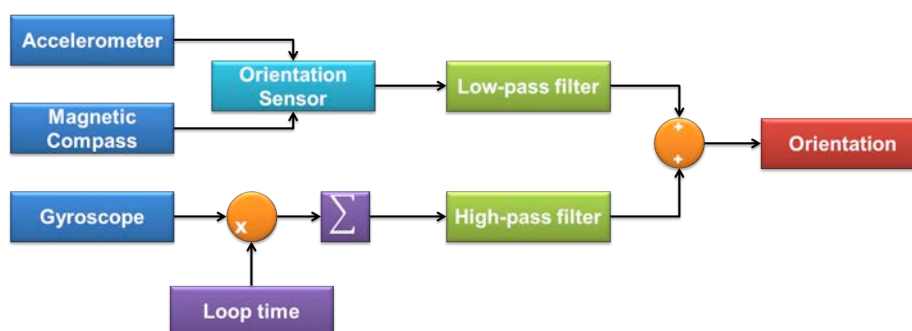 Accelerometer
Orientation
Sensor
Low-pass filter
Magnetic
Compass
+
+
Orientation
Gyroscope
x
∑
High-pass filter
Loop time